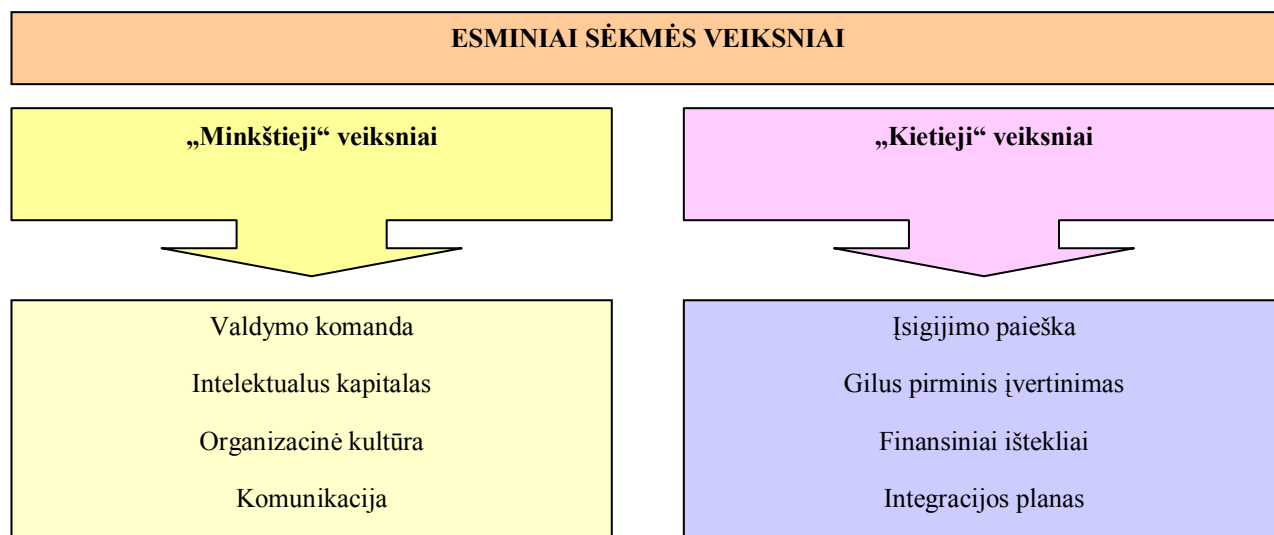 ESMINIAI SĖKMĖS VEIKSNIAI
„Minkštieji“ veiksniai
„Kietieji“ veiksniai
Valdymo komanda
Intelektualus kapitalas
Organizacinė kultūra
Komunikacija
Įsigijimo paieška
Gilus pirminis įvertinimas
Finansiniai ištekliai
Integracijos planas